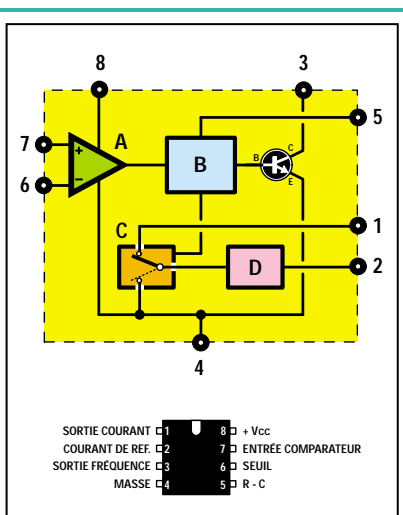 8 3
5
7 + A
B B C
6 − E
C 1
D 2
4
SORTIE COURANT 1 8 + Vcc
COURANT DE REF. 2 7 ENTRÉE COMPARATEUR
SORTIE FRÉQUENCE 3 6 SEUIL
MASSE 4 5 R - C